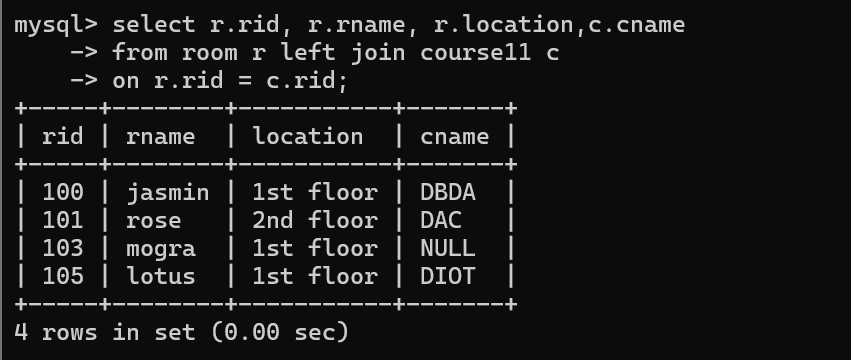 mysql> select r.rid, r.rname, r.location,c.cname
    -> from room r left join course11 c
    -> on r.rid = c.rid;
+-----+--------+-----------+-------+
| rid | rname  | location  | cname |
+-----+--------+-----------+-------+
| 100 | jasmin | 1st floor | DBDA  |
| 101 | rose   | 2nd floor | DAC   |
| 103 | mogra  | 1st floor | NULL  |
| 105 | lotus  | 1st floor | DIOT  |
+-----+--------+-----------+-------+
4 rows in set (0.00 sec)